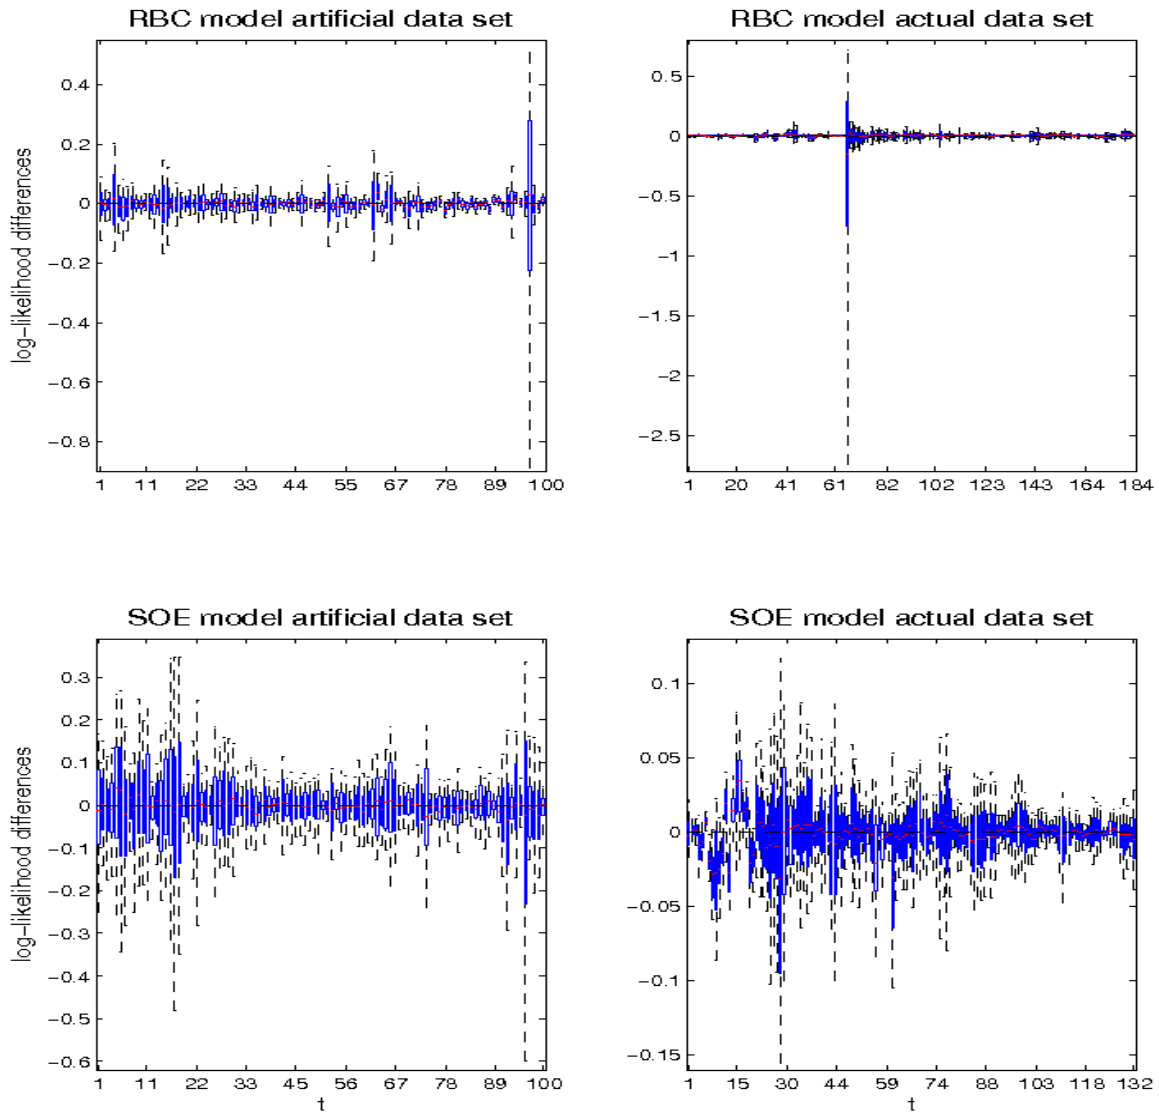 RBC model artificial data set
RBC model actual data set
log-likelihood differences
0.4
0.2
0
-0.2
-0.4
-0.6
-0.8
1 11 22 33 44 55 67 78 89 100
0.5
0
-0.5
-1
-1.5
-2
-2.5
1 20 41 61 82 102 123 143 164 184
SOE model artificial data set
SOE model actual data set
log-likelihood differences
0.3
0.2
0.1
0
-0.1
-0.2
-0.3
-0.4
-0.5
-0.6
1 11 22 33 45 55 67 78 89 100
t
0.1
0.05
0
-0.05
-0.1
-0.15
1 15 30 44 59 74 88 103 118 132
t